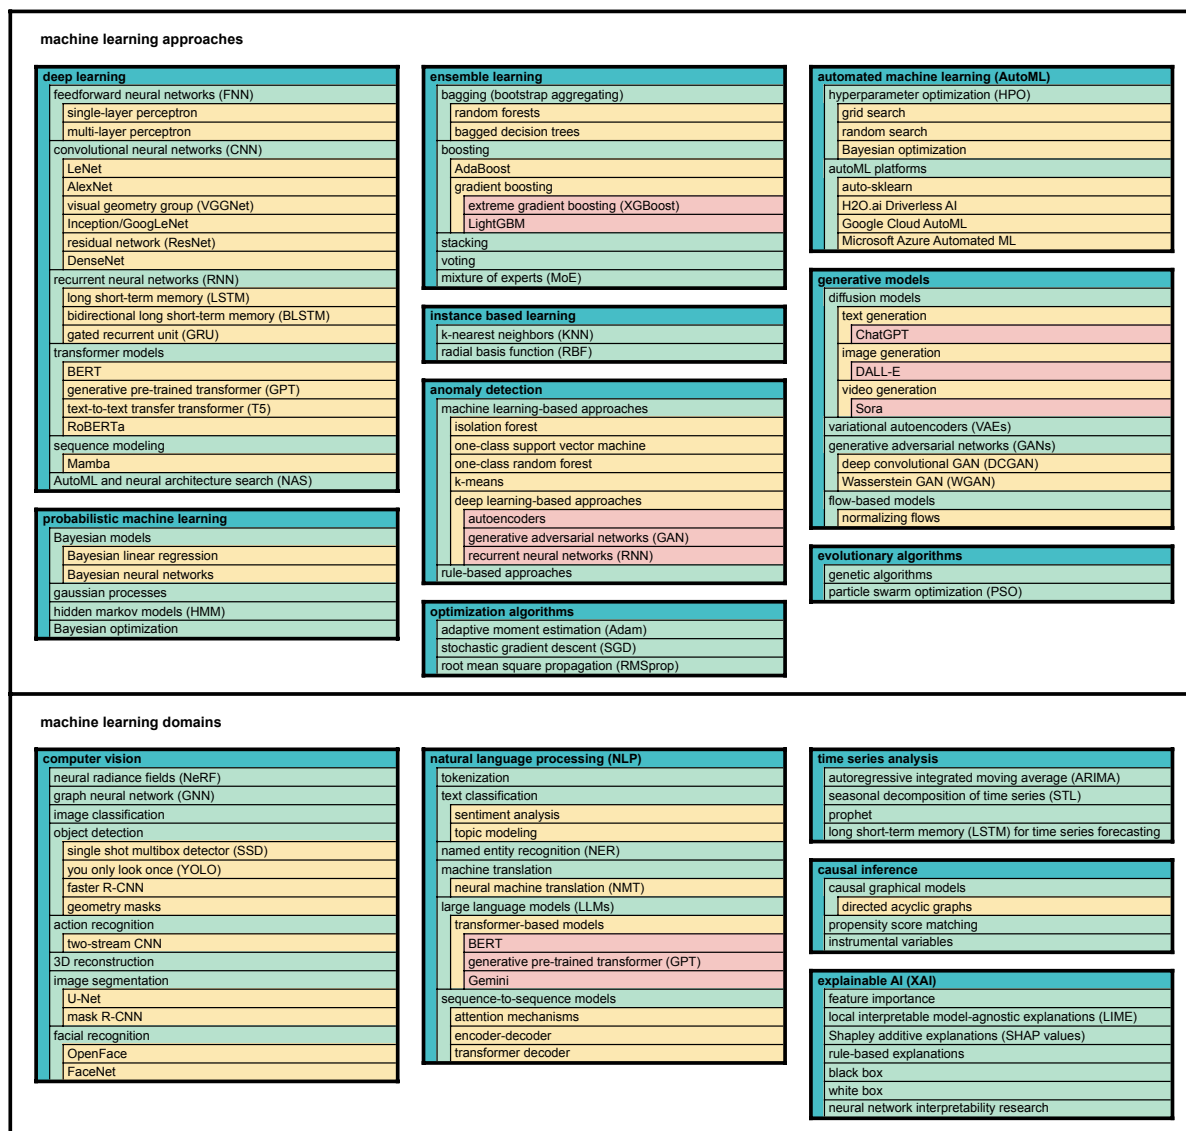 machine learning approaches
deep learning
feedforward neural networks (FNN)
single-layer perceptron
multi-layer perceptron
convolutional neural networks (CNN)
LeNet
AlexNet
visual geometry group (VGGNet)
Inception/GoogLeNet
residual network (ResNet)
DenseNet
recurrent neural networks (RNN)
long short-term memory (LSTM)
bidirectional long short-term memory (BLSTM)
gated recurrent unit (GRU)
transformer models
BERT
generative pre-trained transformer (GPT)
text-to-text transfer transformer (T5)
RoBERTa
sequence modeling
Mamba
AutoML and neural architecture search (NAS)
probabilistic machine learning
Bayesian models
Bayesian linear regression
Bayesian neural networks
gaussian processes
hidden markov models (HMM)
Bayesian optimization
ensemble learning
bagging (bootstrap aggregating)
random forests
bagged decision trees
boosting
AdaBoost
gradient boosting
extreme gradient boosting (XGBoost)
LightGBM
stacking
voting
mixture of experts (MoE)
instance based learning
k-nearest neighbors (KNN)
radial basis function (RBF)
anomaly detection
machine learning-based approaches
isolation forest
one-class support vector machine
one-class random forest
k-means
deep learning-based approaches
autoencoders
generative adversarial networks (GAN)
recurrent neural networks (RNN)
rule-based approaches
optimization algorithms
adaptive moment estimation (Adam)
stochastic gradient descent (SGD)
root mean square propagation (RMSprop)
automated machine learning (AutoML)
hyperparameter optimization (HPO)
grid search
random search
Bayesian optimization
autoML platforms
auto-sklearn
H2O.ai Driverless AI
Google Cloud AutoML
Microsoft Azure Automated ML
generative models
diffusion models
text generation
ChatGPT
image generation
DALL-E
video generation
Sora
variational autoencoders (VAEs)
generative adversarial networks (GANs)
deep convolutional GAN (DCGAN)
Wasserstein GAN (WGAN)
flow-based models
normalizing flows
evolutionary algorithms
genetic algorithms
particle swarm optimization (PSO)
machine learning domains
computer vision
neural radiance fields (NeRF)
graph neural network (GNN)
image classification
object detection
single shot multibox detector (SSD)
you only look once (YOLO)
faster R-CNN
geometry masks
action recognition
two-stream CNN
3D reconstruction
image segmentation
U-Net
mask R-CNN
facial recognition
OpenFace
FaceNet
natural language processing (NLP)
tokenization
text classification
sentiment analysis
topic modeling
named entity recognition (NER)
machine translation
neural machine translation (NMT)
large language models (LLMs)
transformer-based models
BERT
generative pre-trained transformer (GPT)
Gemini
sequence-to-sequence models
attention mechanisms
encoder-decoder
transformer decoder
time series analysis
autoregressive integrated moving average (ARIMA)
seasonal decomposition of time series (STL)
prophet
long short-term memory (LSTM) for time series forecasting
causal inference
causal graphical models
directed acyclic graphs
propensity score matching
instrumental variables
explainable AI (XAI)
feature importance
local interpretable model-agnostic explanations (LIME)
Shapley additive explanations (SHAP values)
rule-based explanations
black box
white box
neural network interpretability research